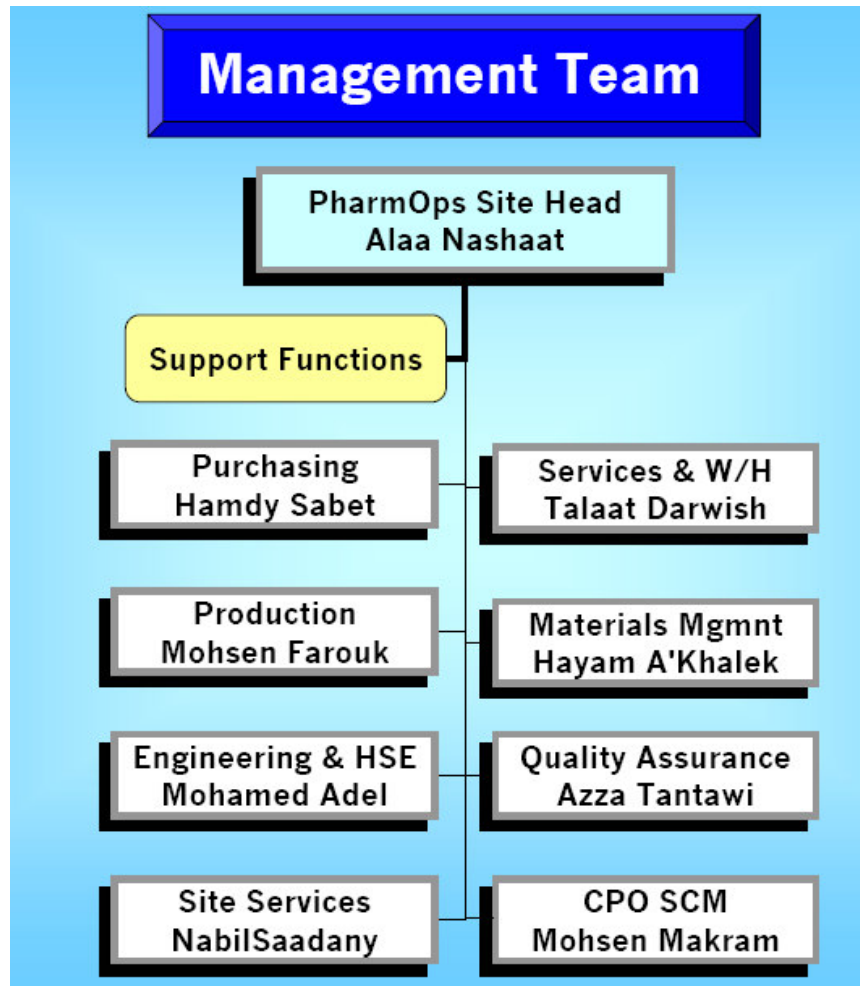 Management Team
PharmOps Site Head
Alaa Nashaat
Support Functions
Purchasing
Hamdy Sabet
Services & W/H
Talaat Darwish
Production
Mohsen Farouk
Materials Mgmnt
Hayam A'Khalek
Engineering & HSE
Mohamed Adel
Quality Assurance
Azza Tantawi
Site Services
NabilSaadany
CPO SCM
Mohsen Makram